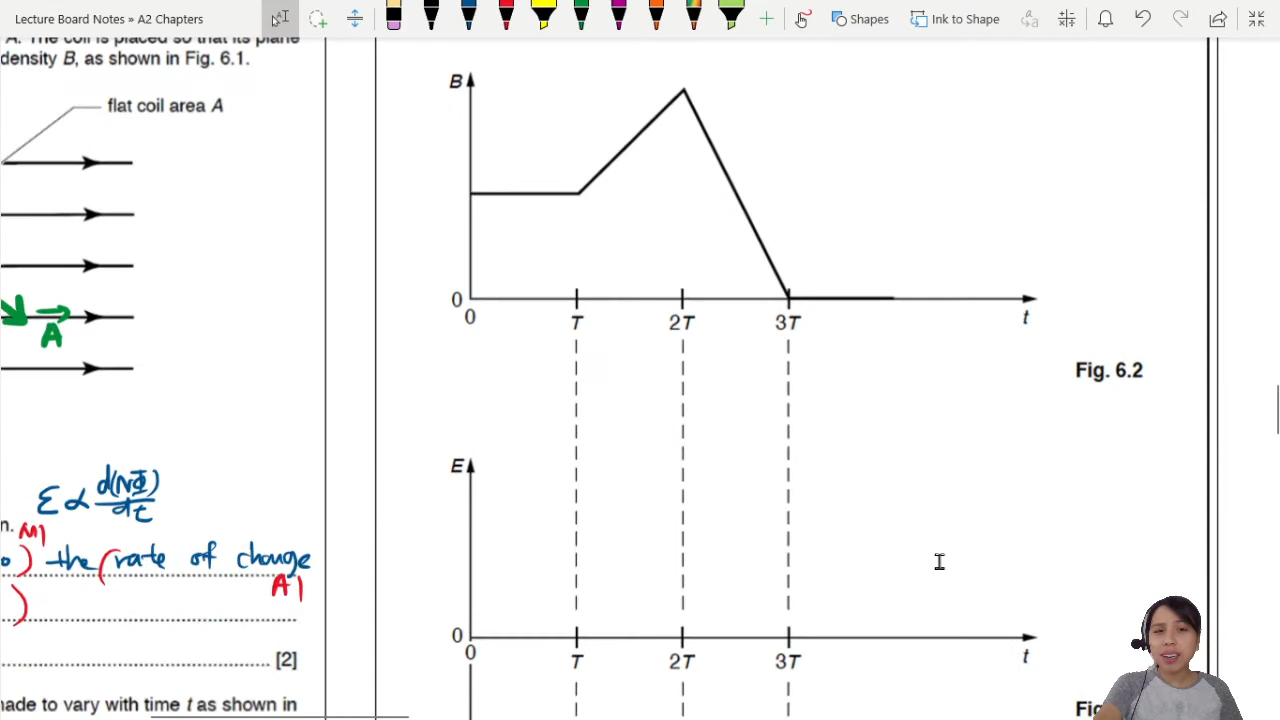 Lecture Board Notes » A2 Chapters
Shapes
Ink to Shape
A. The coil is placed so that its plane
density B, as shown in Fig. 6.1.
flat coil area A
A
ε ∝ d(NΦ)/dt
n. M1
) the (rate of change
A1
)
[2]
made to vary with time t as shown in
B
0
0 T 2T 3T t
Fig. 6.2
E
0
0 T 2T 3T t